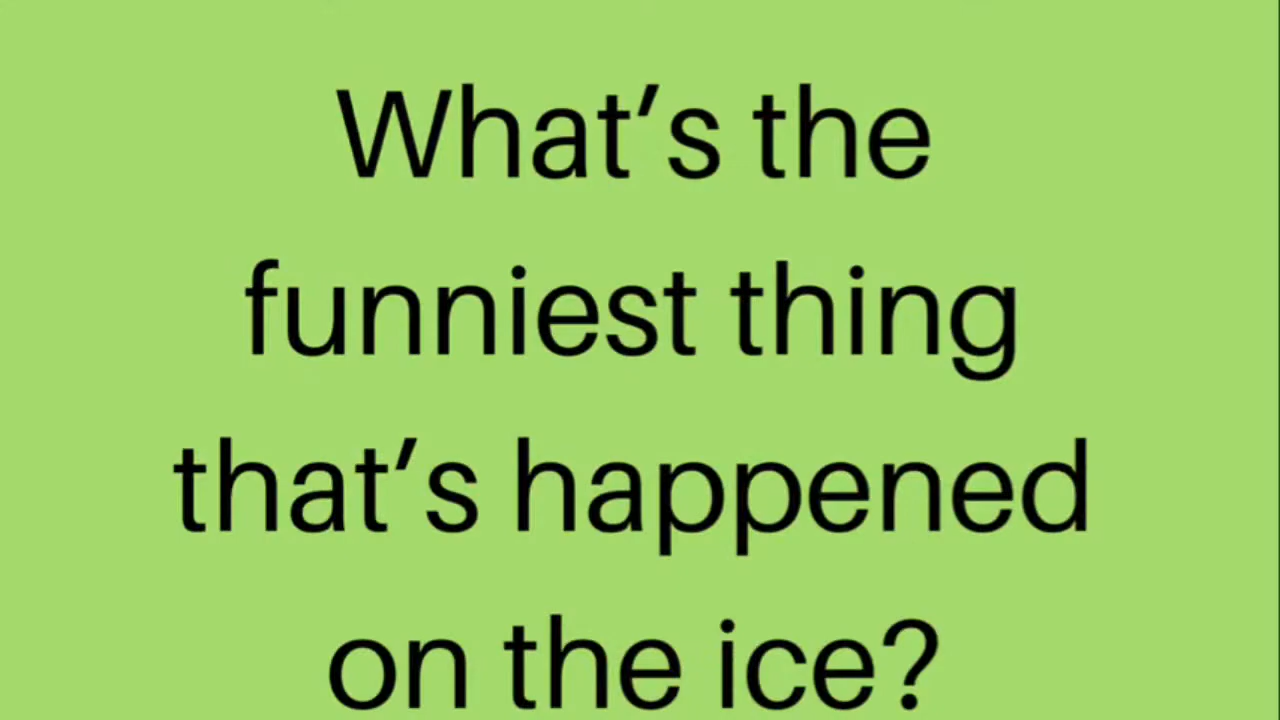 What’s the
funniest thing
that’s happened
on the ice?